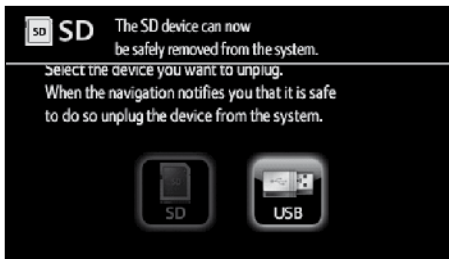 SD SD The SD device can now
be safely removed from the system.
Select the device you want to unplug.
When the navigation notifies you that it is safe
to do so unplug the device from the system.
SD USB